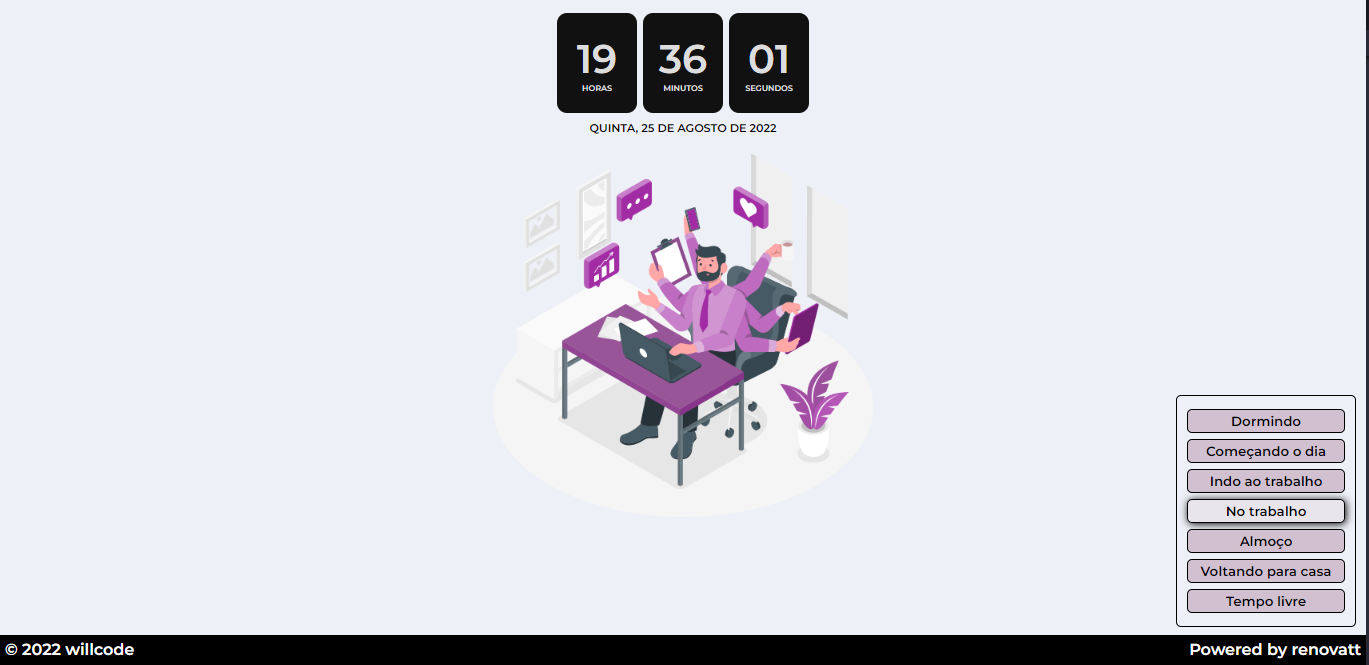 19 36 01
HORAS MINUTOS SEGUNDOS
QUINTA, 25 DE AGOSTO DE 2022
Dormindo
Começando o dia
Indo ao trabalho
No trabalho
Almoço
Voltando para casa
Tempo livre
© 2022 willcode
Powered by renovatt